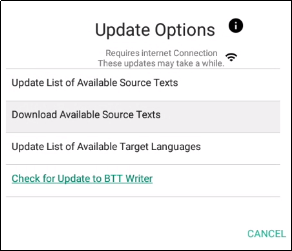 Update Options i
Requires internet Connection
These updates may take a while.
Update List of Available Source Texts
Download Available Source Texts
Update List of Available Target Languages
Check for Update to BTT Writer
CANCEL